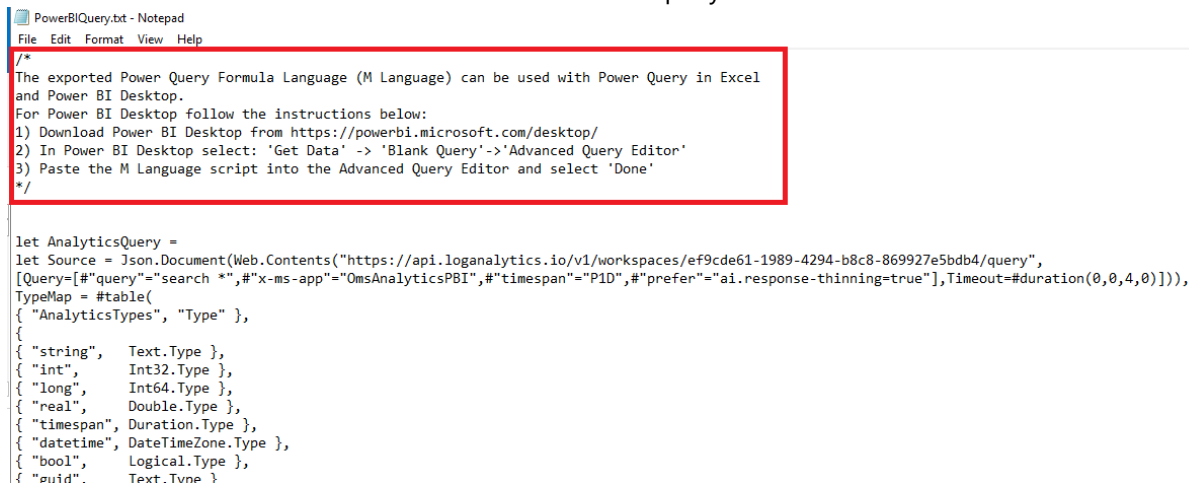 PowerBIQuery.txt - Notepad
File Edit Format View Help
/*
The exported Power Query Formula Language (M Language) can be used with Power Query in Excel
and Power BI Desktop.
For Power BI Desktop follow the instructions below:
1) Download Power BI Desktop from https://powerbi.microsoft.com/desktop/
2) In Power BI Desktop select: 'Get Data' -> 'Blank Query'->'Advanced Query Editor'
3) Paste the M Language script into the Advanced Query Editor and select 'Done'
*/
let AnalyticsQuery =
let Source = Json.Document(Web.Contents("https://api.loganalytics.io/v1/workspaces/ef9cde61-1989-4294-b8c8-869927e5bdb4/query",
[Query=[#"query"="search *",#"x-ms-app"="OmsAnalyticsPBI",#"timespan"="P1D",#"prefer"="ai.response-thinning=true"],Timeout=#duration(0,0,4,0)])),
TypeMap = #table(
{ "AnalyticsTypes", "Type" },
{
{ "string", Text.Type },
{ "int", Int32.Type },
{ "long", Int64.Type },
{ "real", Double.Type },
{ "timespan", Duration.Type },
{ "datetime", DateTimeZone.Type },
{ "bool", Logical.Type },
{ "guid", Text.Type }